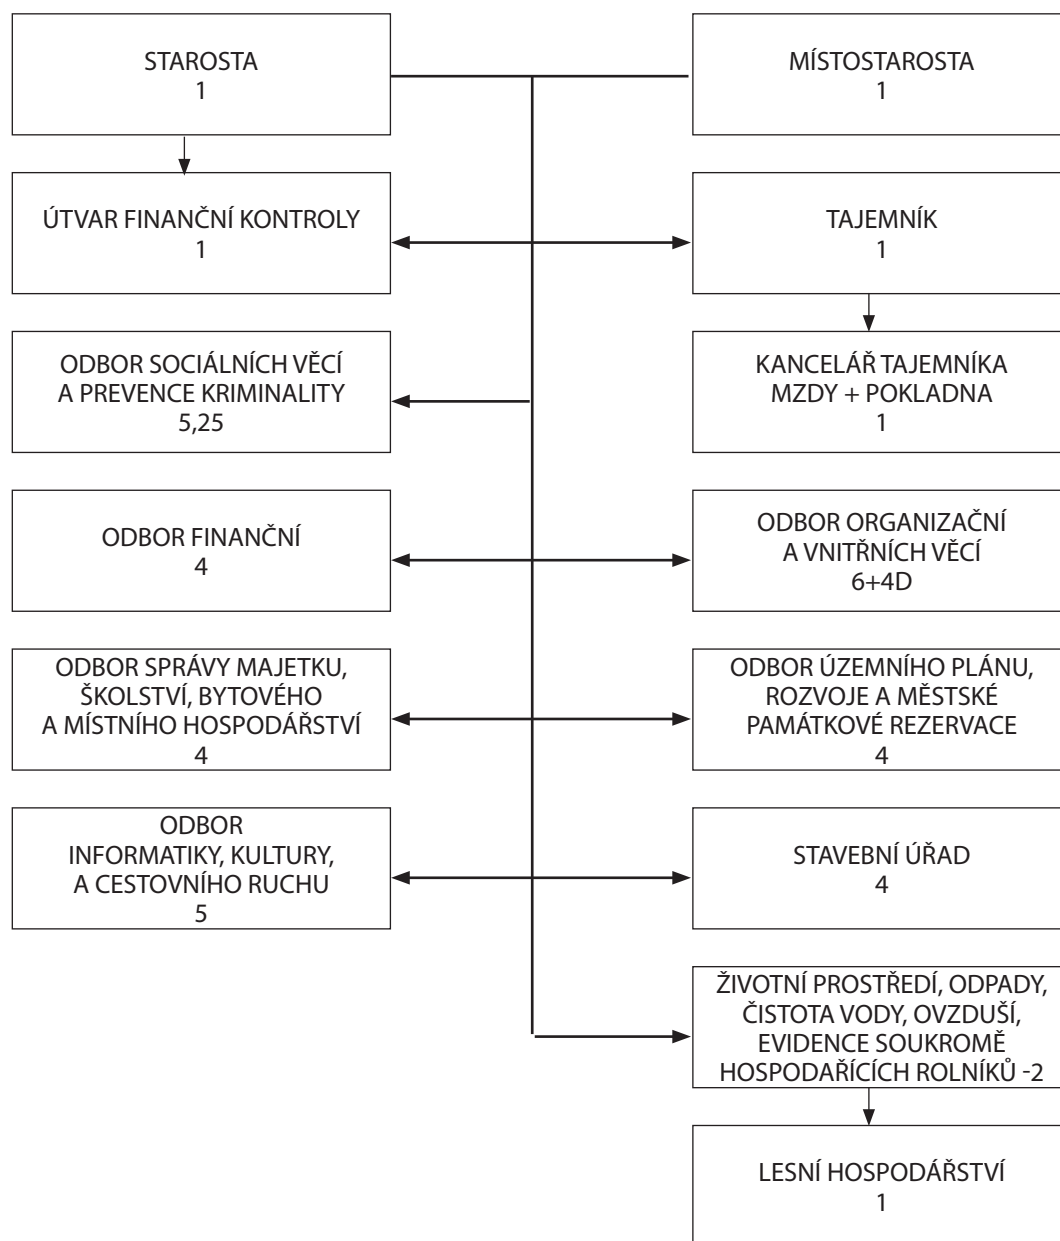 STAROSTA
1
MÍSTOSTAROSTA
1
ÚTVAR FINANČNÍ KONTROLY
1
TAJEMNÍK
1
ODBOR SOCIÁLNÍCH VĚCÍ
A PREVENCE KRIMINALITY
5,25
KANCELÁŘ TAJEMNÍKA
MZDY + POKLADNA
1
ODBOR FINANČNÍ
4
ODBOR ORGANIZAČNÍ
A VNITŘNÍCH VĚCÍ
6+4D
ODBOR SPRÁVY MAJETKU,
ŠKOLSTVÍ, BYTOVÉHO
A MÍSTNÍHO HOSPODÁŘSTVÍ
4
ODBOR ÚZEMNÍHO PLÁNU,
ROZVOJE A MĚSTSKÉ
PAMÁTKOVÉ REZERVACE
4
ODBOR
INFORMATIKY, KULTURY,
A CESTOVNÍHO RUCHU
5
STAVEBNÍ ÚŘAD
4
ŽIVOTNÍ PROSTŘEDÍ, ODPADY,
ČISTOTA VODY, OVZDUŠÍ,
EVIDENCE SOUKROMĚ
HOSPODAŘÍCÍCH ROLNÍKŮ -2
LESNÍ HOSPODÁŘSTVÍ
1